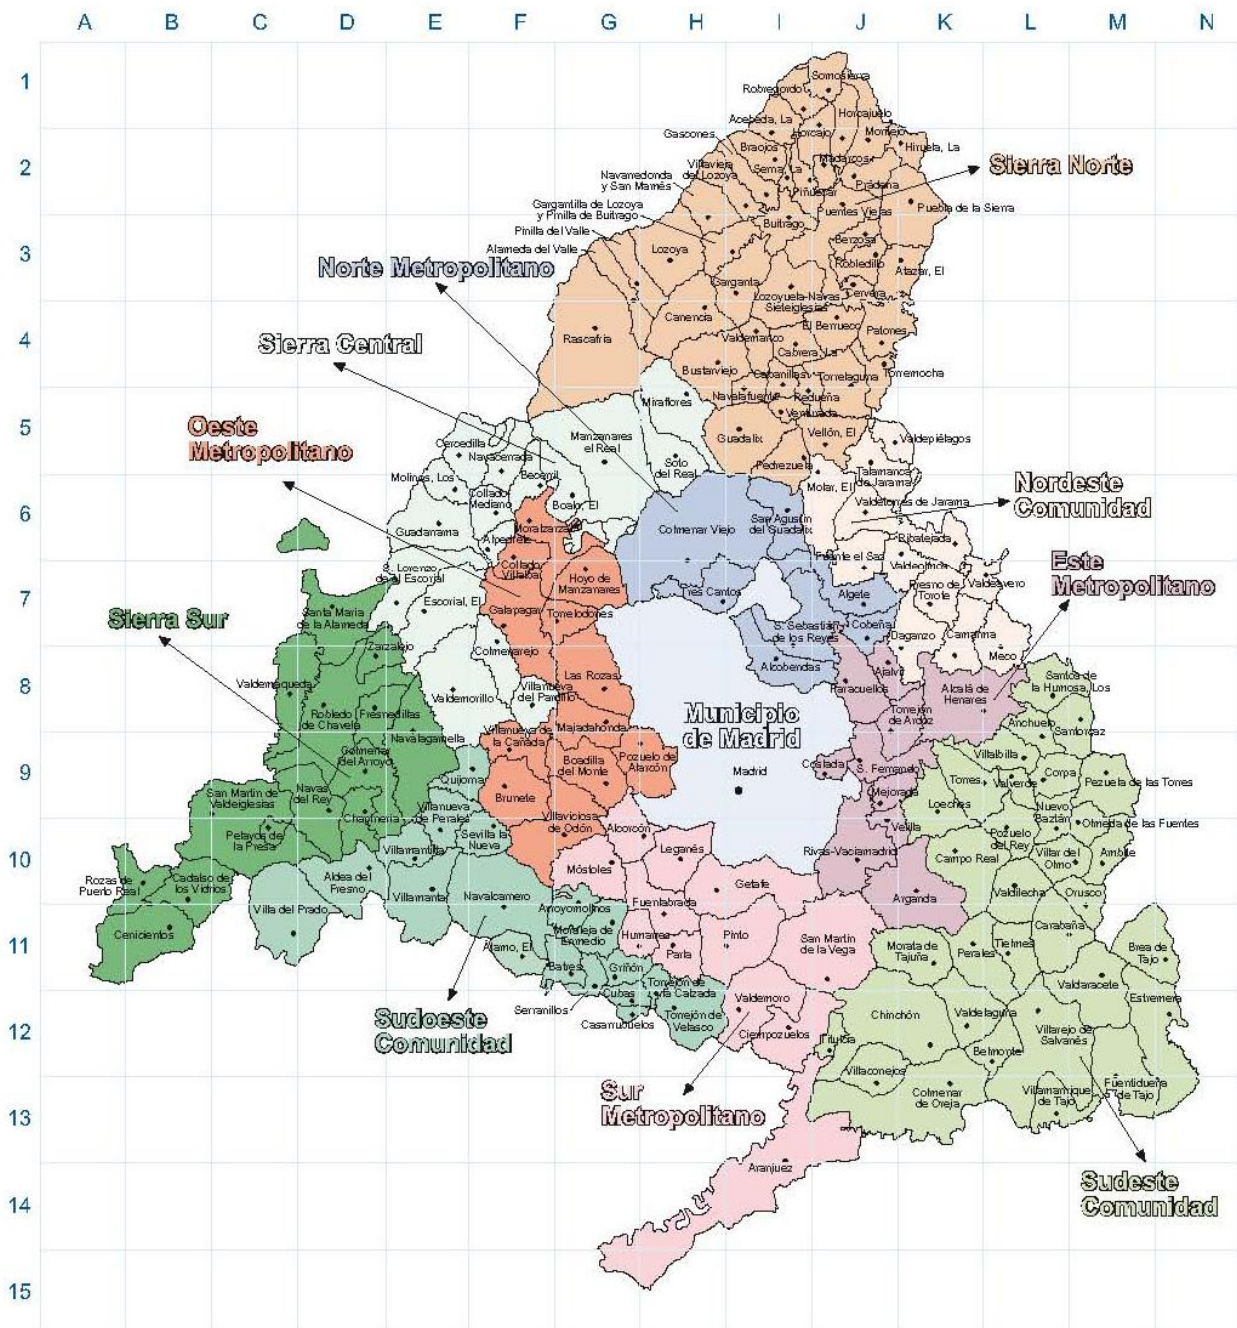 A B C D E F G H I J K L M N
1
Somosierra
Robregordo
Acebeda, La
Horcajuelo
2
Gascones
Horcajo
Montejo
Braojos
Hiruela, La
Madarcos
Villavieja
del Lozoya
Serna, La
Sierra Norte
Navarredonda
y San Mamés
Piñuecar
Prádena
Gargantilla de Lozoya
y Pinilla de Buitrago
Puentes Viejas
Puebla de la Sierra
Buitrago
3
Pinilla del Valle
Alameda del Valle
Lozoya
Berzosa
Robledillo
Atazar, El
Norte Metropolitano
Garganta
Cervera
Lozoyuela-Navas
Sieteiglesias
4
Canencia
El Berrueco
Patones
Rascafría
Valdemanco
Cabrera, La
Sierra Central
Bustarviejo
Cabanillas
Torrelaguna
Torremocha
Navalafuente
Redueña
5
Miraflores
Venturada
Oeste
Metropolitano
Manzanares
el Real
Guadalix
Vellón, El
Valdepiélagos
Cercedilla
Navacerrada
Soto
del Real
Pedrezuela
Talamanca
de Jarama
Molinos, Los
Becerril
Molar, El
Nordeste
Comunidad
6
Collado
Mediano
Boalo, El
Valdetorres de Jarama
Guadarrama
Moralzarzal
Colmenar Viejo
San Agustín
del Guadalix
Ribatejada
Alpedrete
Fuente el Saz
Valdeolmos
Este
Metropolitano
S. Lorenzo
de el Escorial
Collado
Villalba
Hoyo de
Manzanares
Fresno de
Torote
Valdeavero
7
Tres Cantos
Algete
Escorial, El
Galapagar
Torrelodones
Sierra Sur
Santa María
de la Alameda
S. Sebastián
de los Reyes
Cobeña
Daganzo
Camarma
Zarzalejo
Colmenarejo
Meco
Alcobendas
Ajalvir
8
Valdemaqueda
Las Rozas
Paracuellos
Alcalá de
Henares
Santos de
la Humosa, Los
Valdemorillo
Villanueva
del Pardillo
Robledo
de Chavela
Fresnedillas
Torrejón
de Ardoz
Anchuelo
Municipio
de Madrid
Majadahonda
Santorcaz
Navalagamella
Villanueva de
la Cañada
Colmenar
del Arroyo
Villalbilla
9
Boadilla
del Monte
Pozuelo de
Alarcón
Madrid
Coslada
S. Fernando
Quijorna
Torres
Valverde
Corpa
Pezuela de las Torres
San Martín de
Valdeiglesias
Navas
del Rey
Brunete
Mejorada
Loeches
Nuevo
Baztán
Villanueva
de Perales
Chapinería
Villaviciosa
de Odón
Olmeda de las Fuentes
Pelayos de
la Presa
Sevilla la
Nueva
Alcorcón
Velilla
Pozuelo
del Rey
10
Villamantilla
Leganés
Rivas-Vaciamadrid
Campo Real
Villar del
Olmo
Ambite
Móstoles
Rozas de
Puerto Real
Cadalso de
los Vidrios
Aldea del
Fresno
Getafe
Villamanta
Navalcarnero
Arganda
Valdilecha
Orusco
Villa del Prado
Arroyomolinos
Fuenlabrada
11
Cenicientos
Moraleja de
Enmedio
Humanes
Pinto
San Martín
de la Vega
Morata de
Tajuña
Tielmes
Carabaña
Brea de
Tajo
Álamo, El
Parla
Perales
Batres
Griñón
Torrejón de
la Calzada
Valdaracete
Cubas
Valdemoro
Estremera
Serranillos
12
Sudoeste
Comunidad
Casarrubuelos
Torrejón de
Velasco
Ciempozuelos
Chinchón
Valdelaguna
Villarejo de
Salvanés
Titulcia
Belmonte
Villaconejos
13
Sur
Metropolitano
Colmenar
de Oreja
Villamanrique
de Tajo
Fuentidueña
de Tajo
Aranjuez
Sudeste
Comunidad
14
15